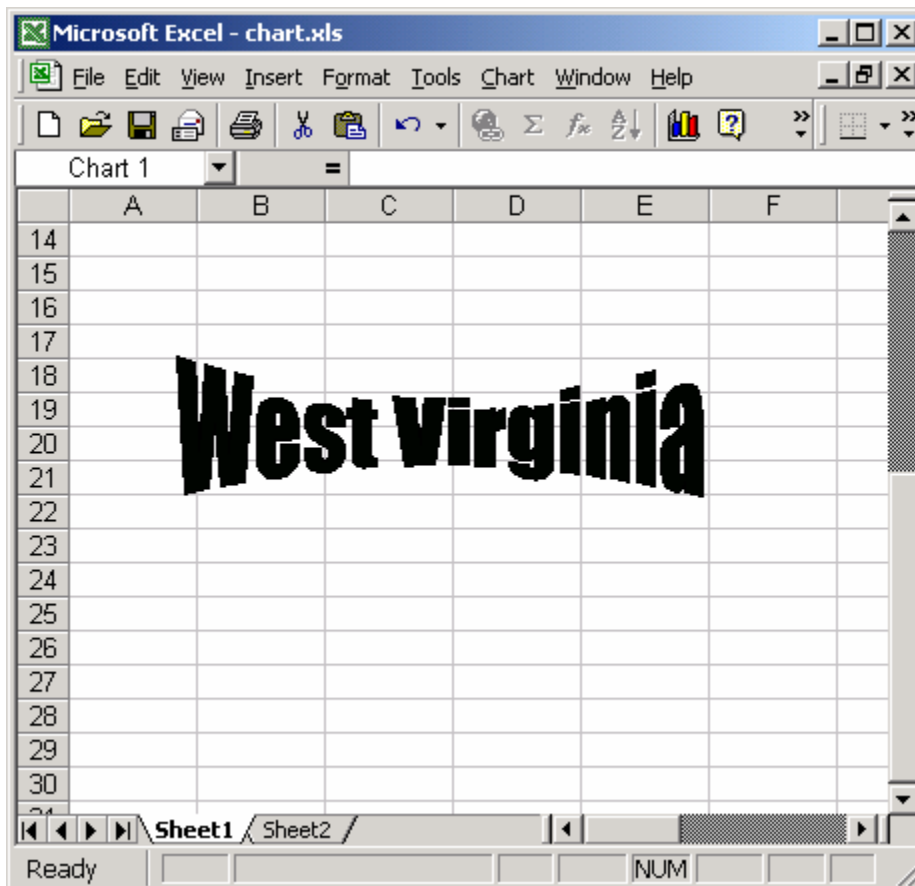 Microsoft Excel - chart.xls
File Edit View Insert Format Tools Chart Window Help
Chart 1 =
A B C D E F
14
15
16
17
18
19
20
21
22
23
24
25
26
27
28
29
30
West Virginia
Sheet1 Sheet2
Ready NUM